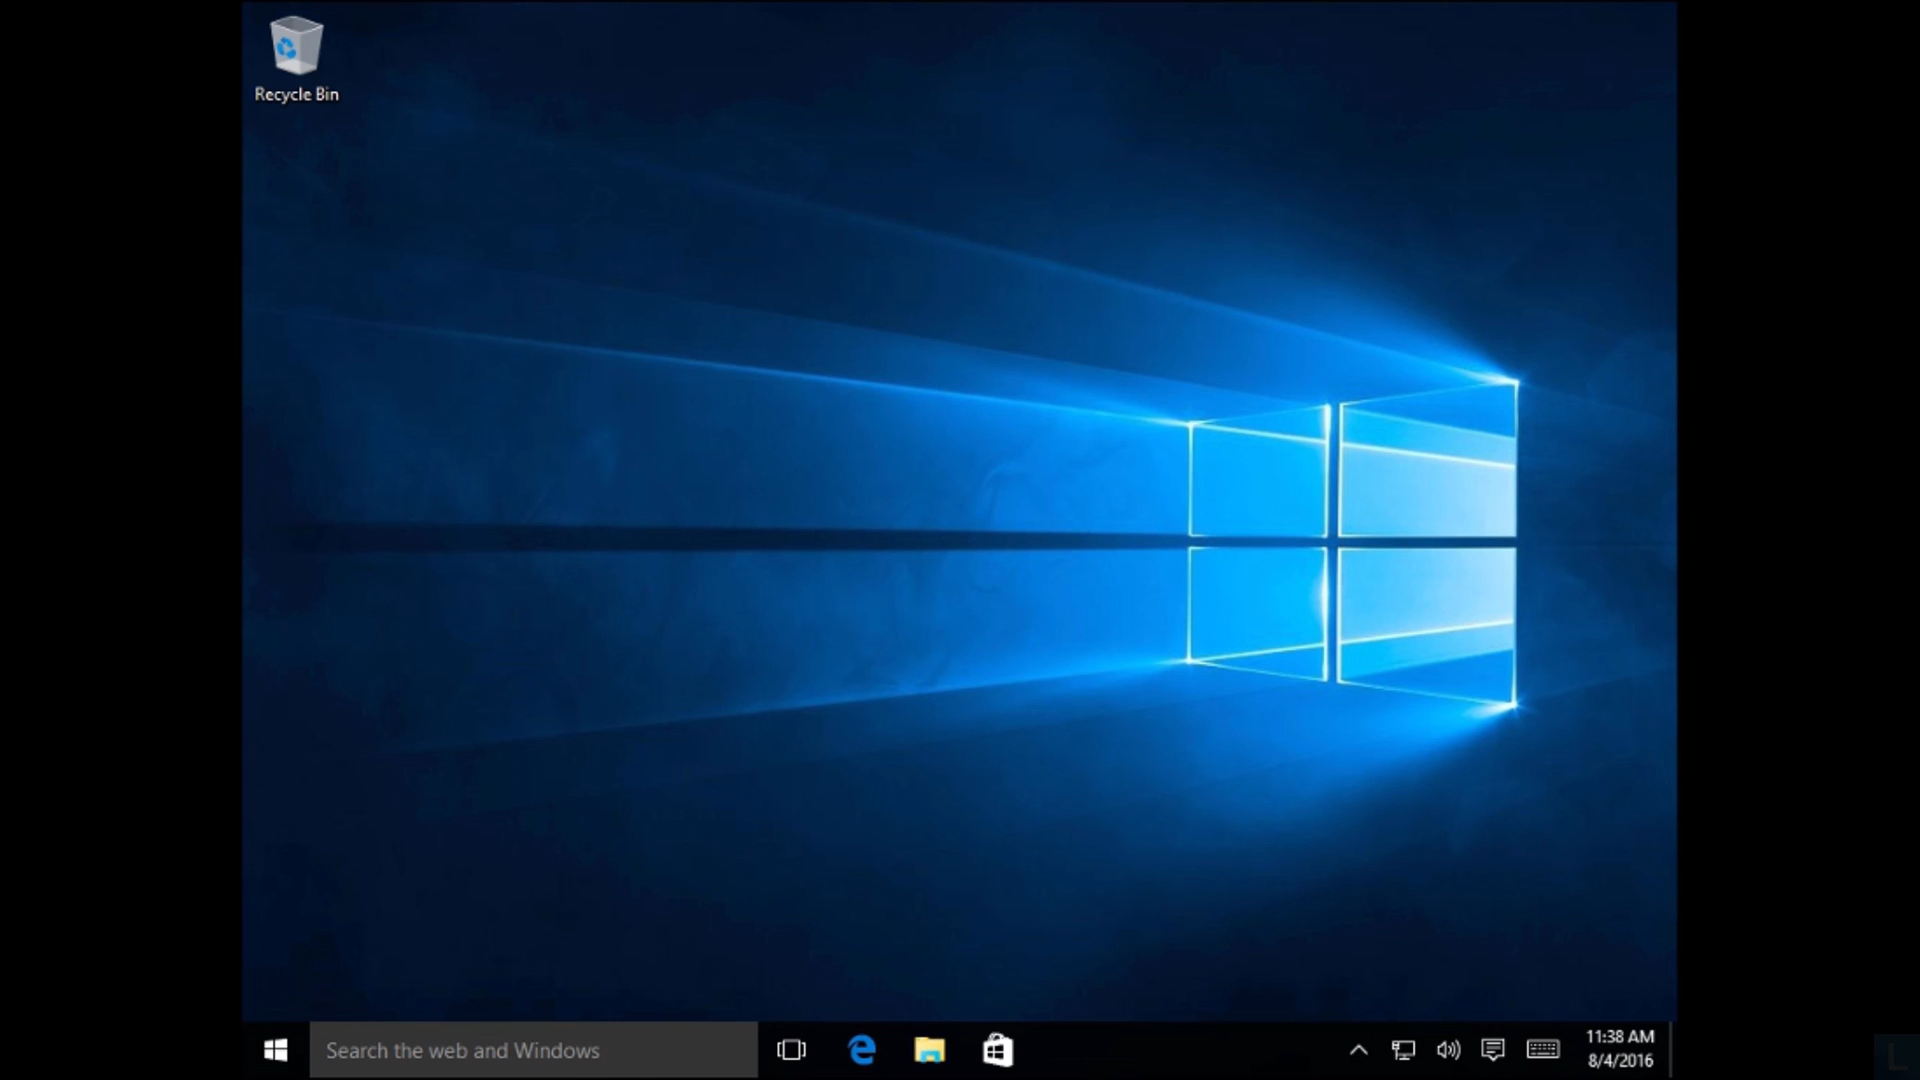 Recycle Bin
Search the web and Windows
11:38 AM
8/4/2016
L